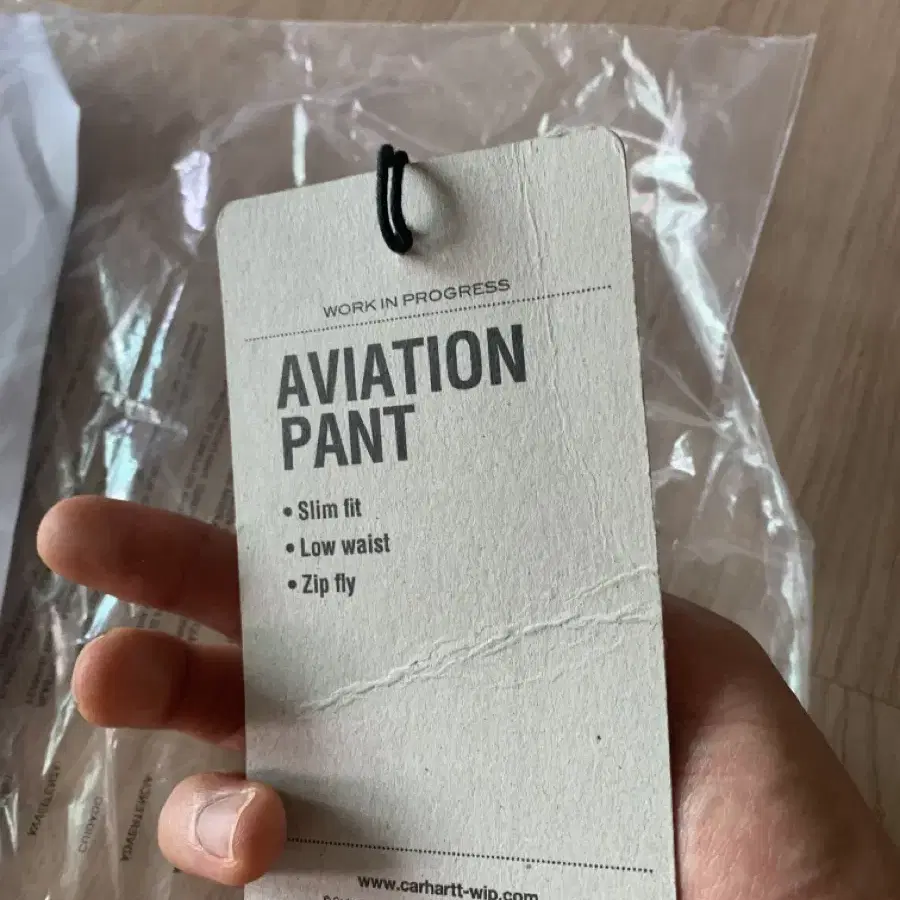 WORK IN PROGRESS
AVIATION
PANT
• Slim fit
• Low waist
• Zip fly
www.carhartt-wip.com